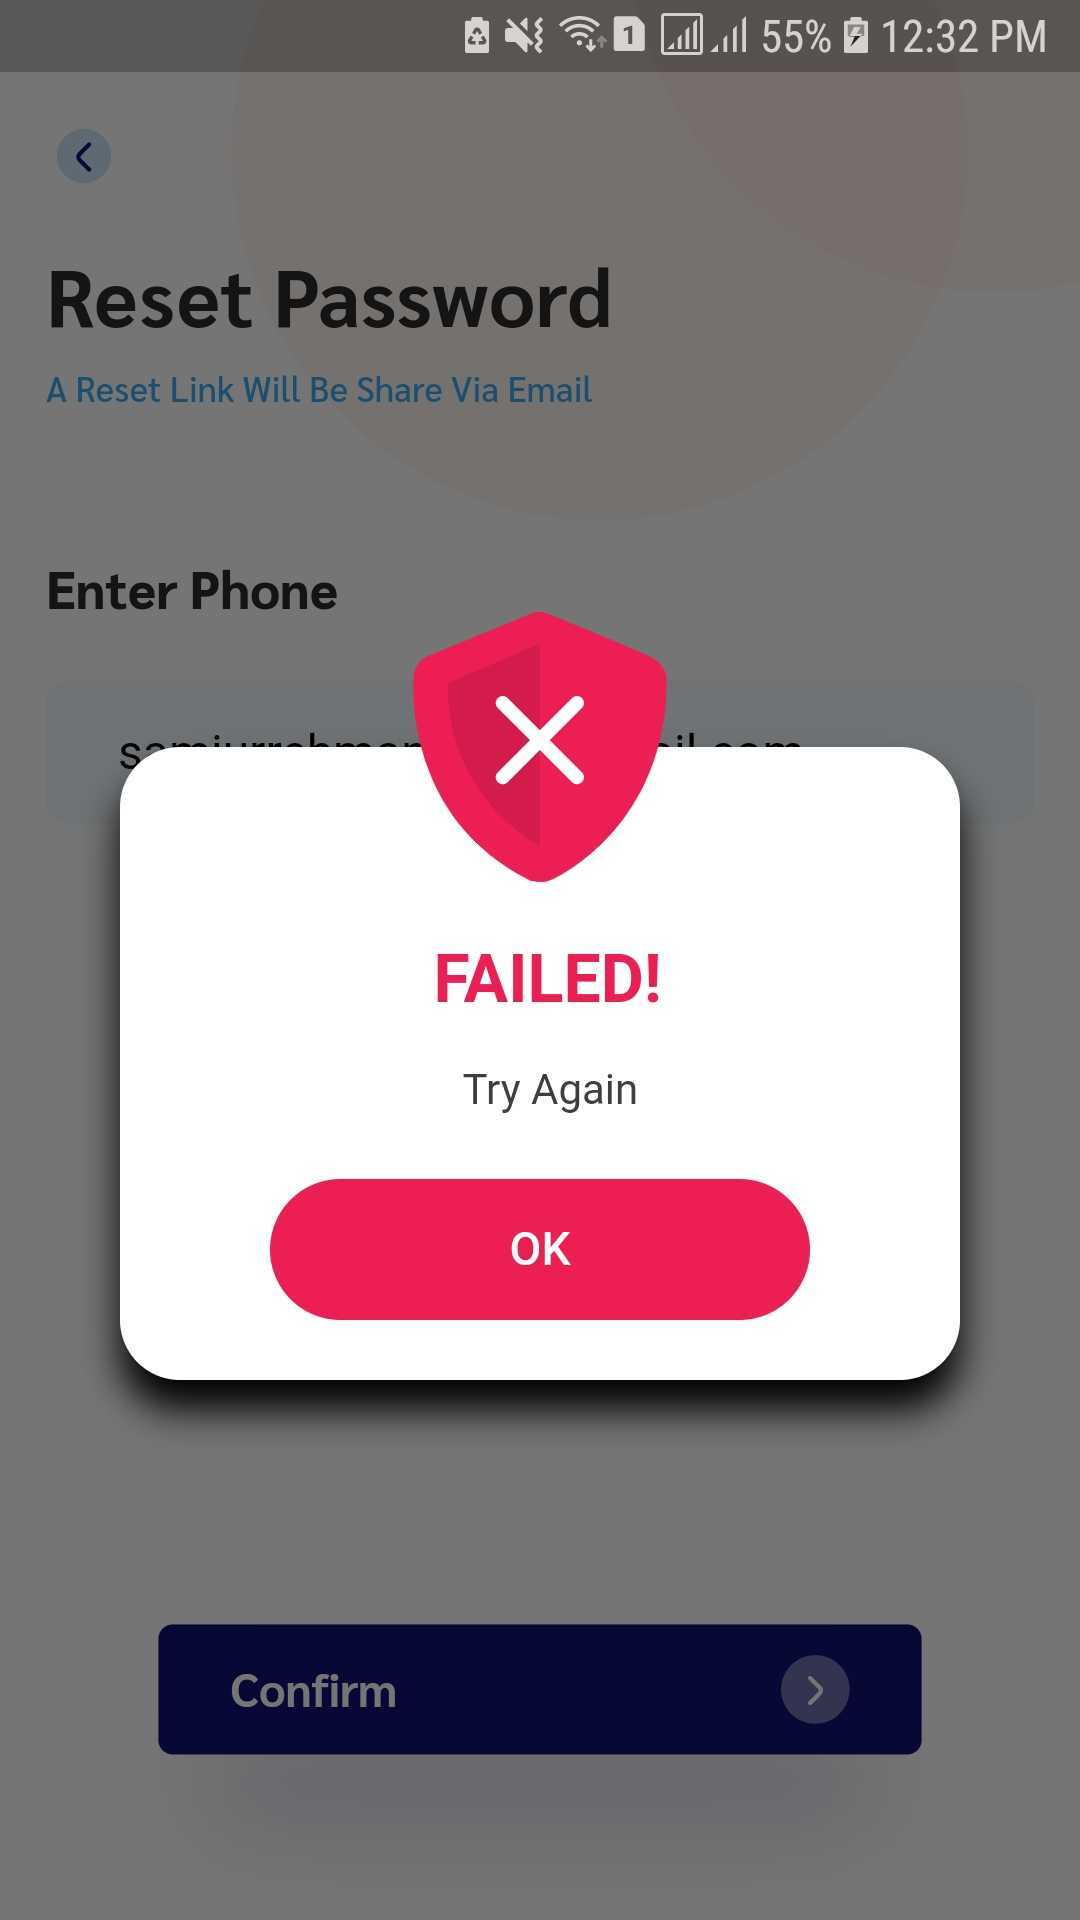 1 55% 12:32 PM
Reset Password
A Reset Link Will Be Share Via Email
Enter Phone
FAILED!
Try Again
OK
Confirm